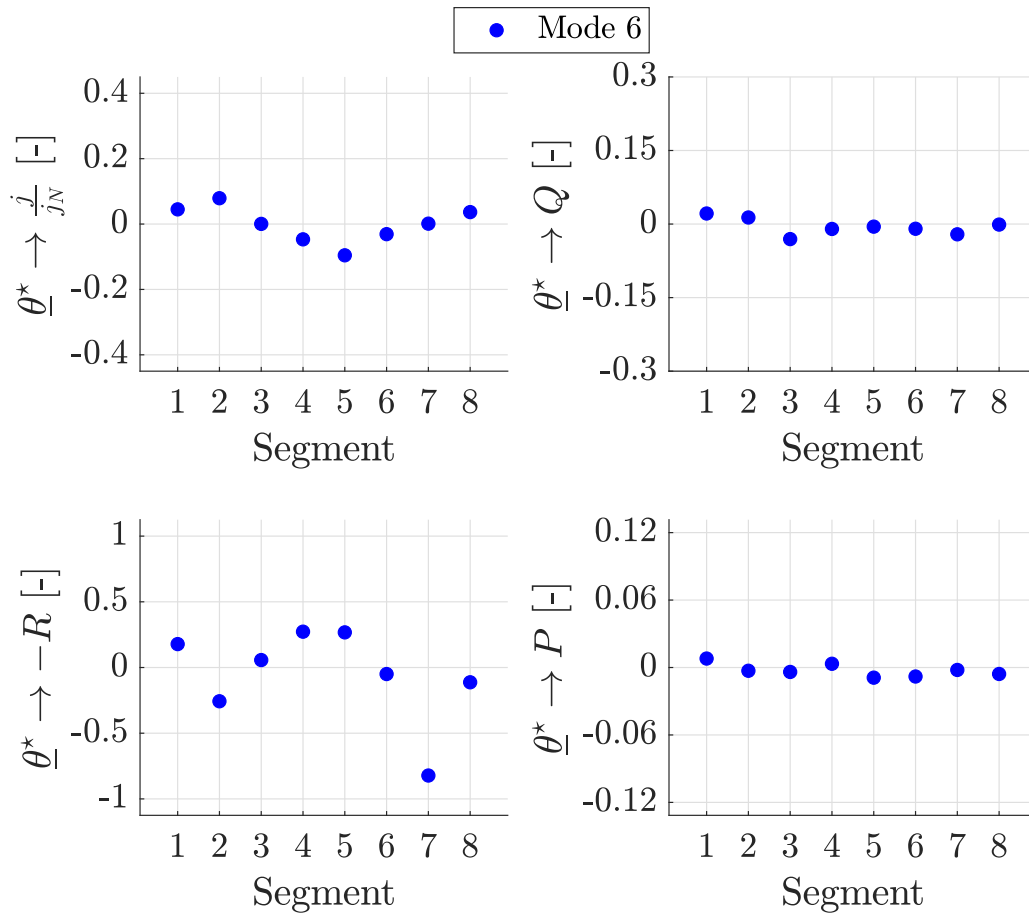 Mode 6
θ* → j/j_N [-]
0.4
0.2
0
-0.2
-0.4
1 2 3 4 5 6 7 8
Segment
θ* → Q [-]
0.3
0.15
0
-0.15
-0.3
1 2 3 4 5 6 7 8
Segment
θ* → −R [-]
1
0.5
0
-0.5
-1
1 2 3 4 5 6 7 8
Segment
θ* → P [-]
0.12
0.06
0
-0.06
-0.12
1 2 3 4 5 6 7 8
Segment